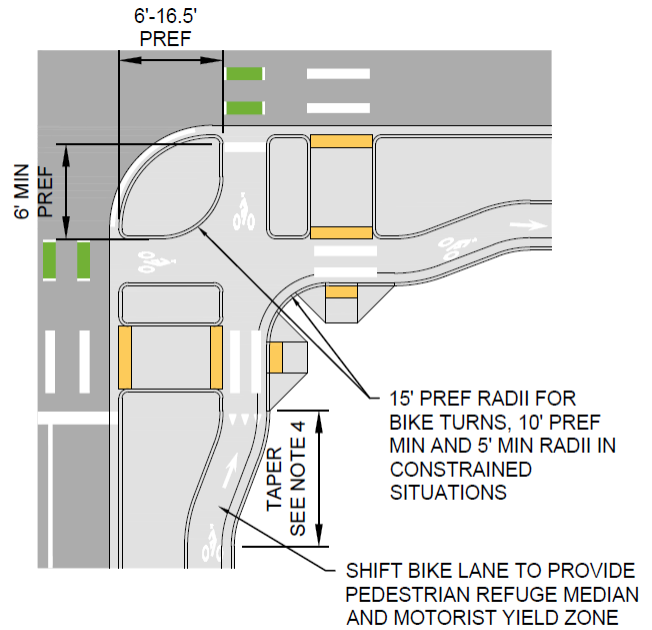 6'-16.5'
PREF
6' MIN
PREF
15' PREF RADII FOR
BIKE TURNS, 10' PREF
MIN AND 5' MIN RADII IN
CONSTRAINED
SITUATIONS
TAPER
SEE NOTE 4
SHIFT BIKE LANE TO PROVIDE
PEDESTRIAN REFUGE MEDIAN
AND MOTORIST YIELD ZONE